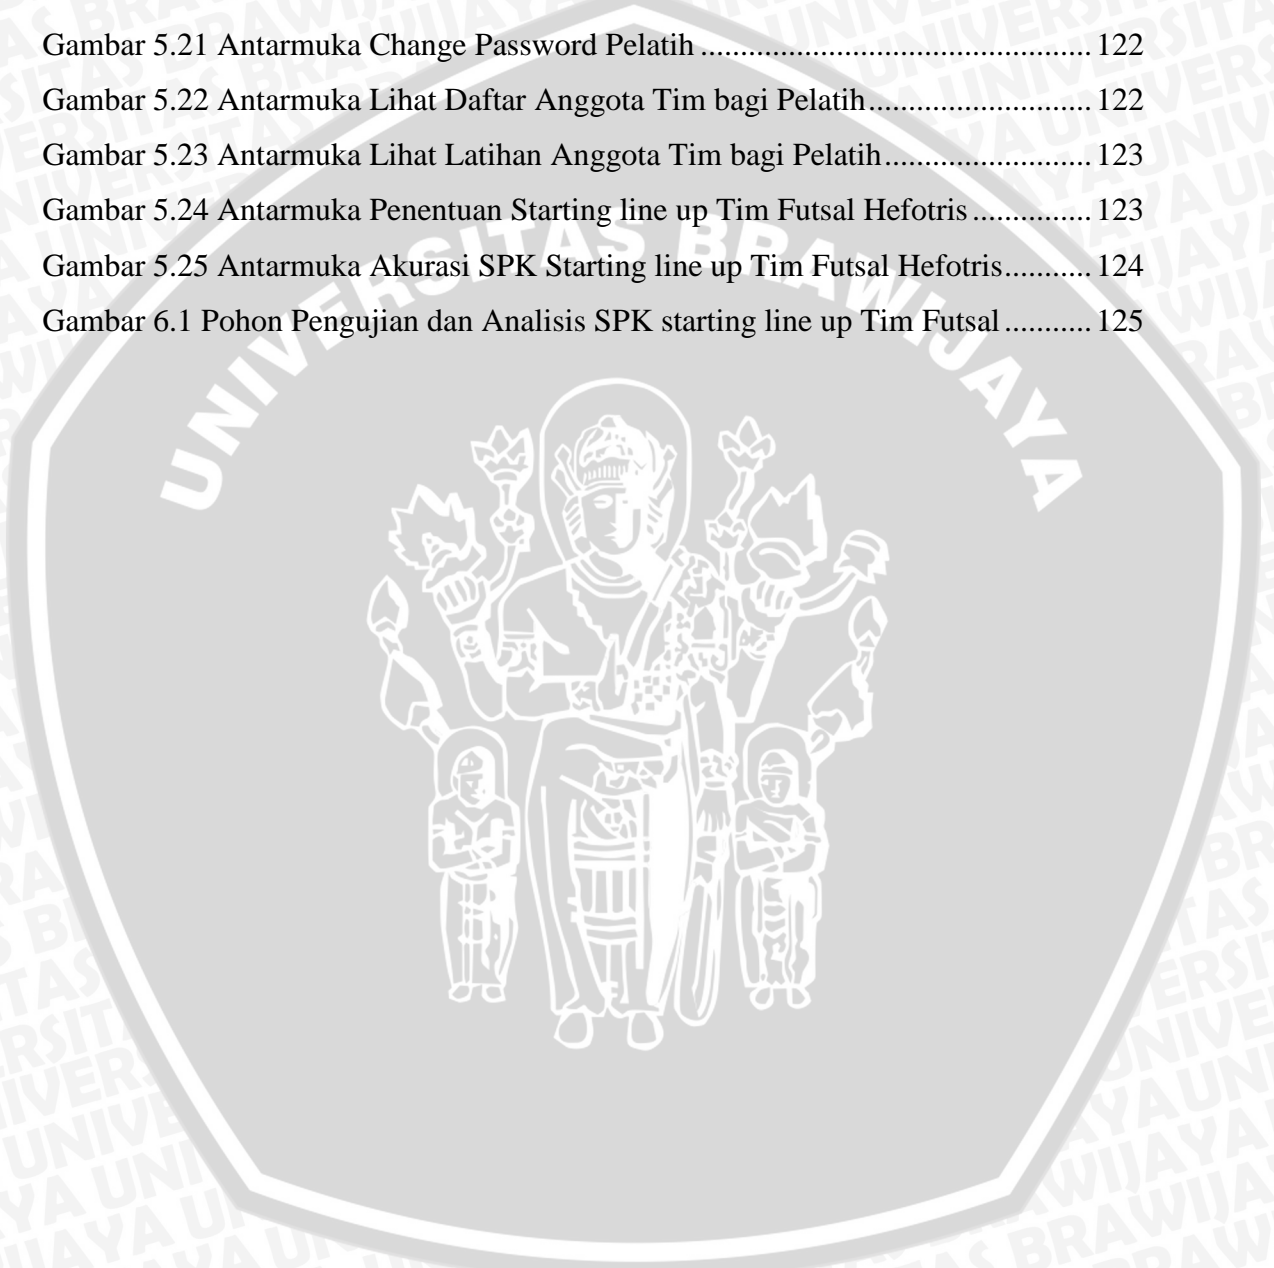 Gambar 5.21 Antarmuka Change Password Pelatih ............................................ 122
Gambar 5.22 Antarmuka Lihat Daftar Anggota Tim bagi Pelatih......................... 122
Gambar 5.23 Antarmuka Lihat Latihan Anggota Tim bagi Pelatih....................... 123
Gambar 5.24 Antarmuka Penentuan Starting line up Tim Futsal Hefotris ............. 123
Gambar 5.25 Antarmuka Akurasi SPK Starting line up Tim Futsal Hefotris.......... 124
Gambar 6.1 Pohon Pengujian dan Analisis SPK starting line up Tim Futsal .......... 125
UNIVERSITAS BRAWIJAYA